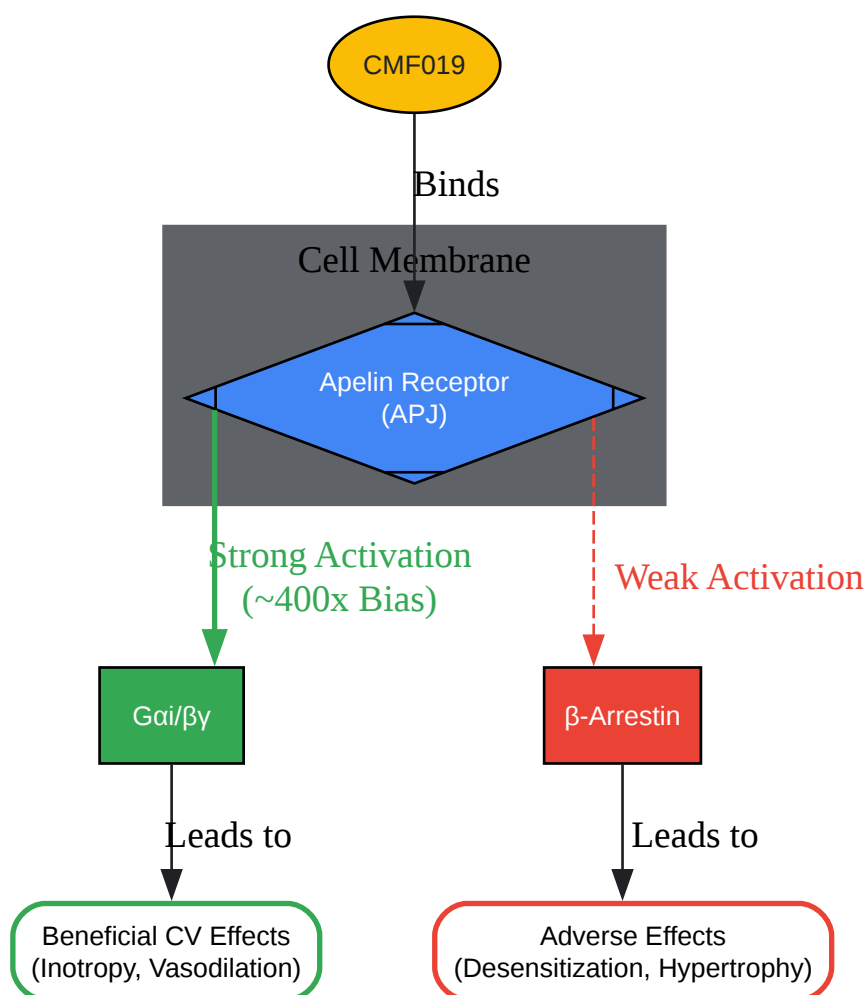 CMF019
Binds
Cell Membrane
Apelin Receptor
(APJ)
Strong Activation
(~400x Bias)
Weak Activation
Gαi/βγ
β-Arrestin
Leads to
Leads to
Beneficial CV Effects
(Inotropy, Vasodilation)
Adverse Effects
(Desensitization, Hypertrophy)